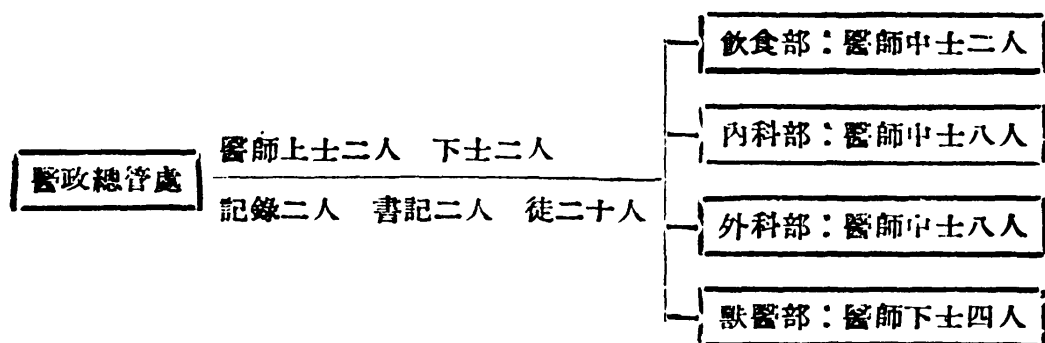 醫政總管處
醫師上士二人　下士二人
記錄二人　書記二人　徒二十人
飲食部：醫師中士二人
內科部：醫師中士八人
外科部：醫師中士八人
獸醫部：醫師下士四人